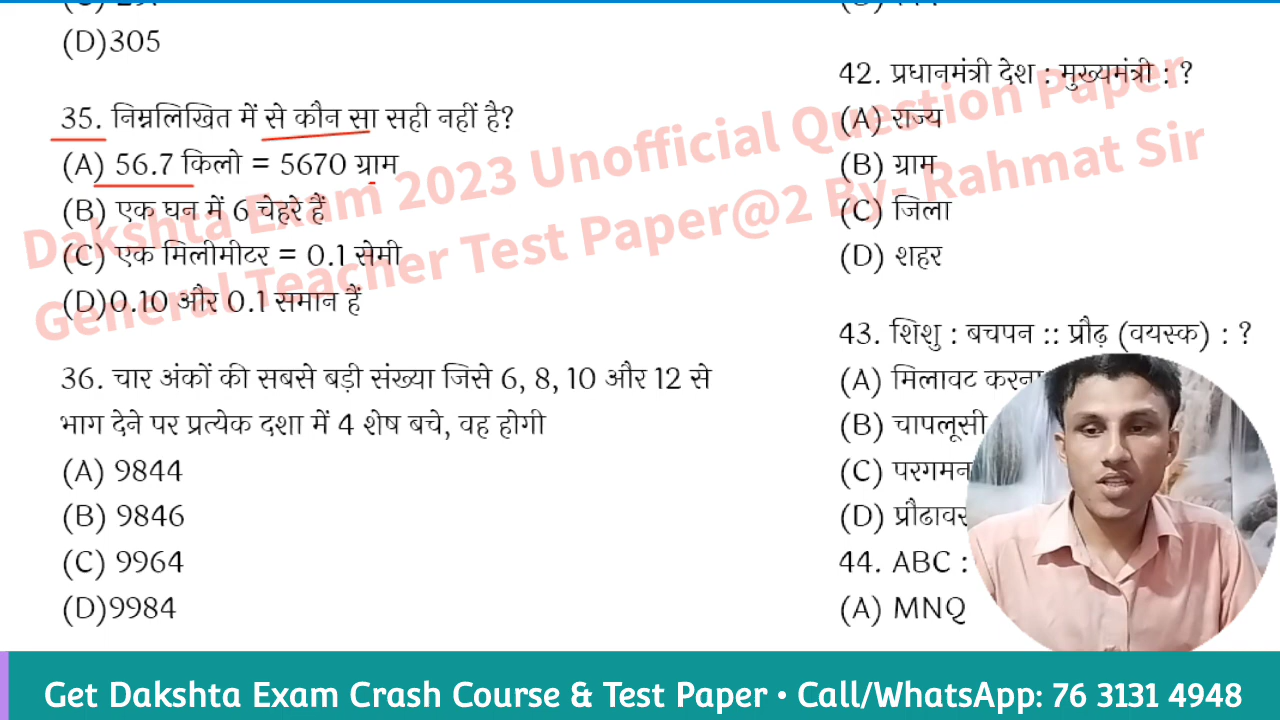 (D)305
35. निम्नलिखित में से कौन सा सही नहीं है?
(A) 56.7 किलो = 5670 ग्राम
(B) एक घन में 6 चेहरे हैं
(C) एक मिलीमीटर = 0.1 सेमी
(D)0.10 और 0.1 समान हैं
36. चार अंकों की सबसे बड़ी संख्या जिसे 6, 8, 10 और 12 से
भाग देने पर प्रत्येक दशा में 4 शेष बचे, वह होगी
(A) 9844
(B) 9846
(C) 9964
(D)9984
42. प्रधानमंत्री देश : मुख्यमंत्री : ?
(A) राज्य
(B) ग्राम
(C) जिला
(D) शहर
43. शिशु : बचपन :: प्रौढ़ (वयस्क) : ?
(A) मिलावट करना
(B) चापलूसी
(C) परगमन
(D)
44. ABC :
(A) MNQ
Dakshta Exam 2023 Unofficial Question Paper
General Teacher Test Paper@2 By- Rahmat Sir
Get Dakshta Exam Crash Course & Test Paper • Call/WhatsApp: 76 3131 4948